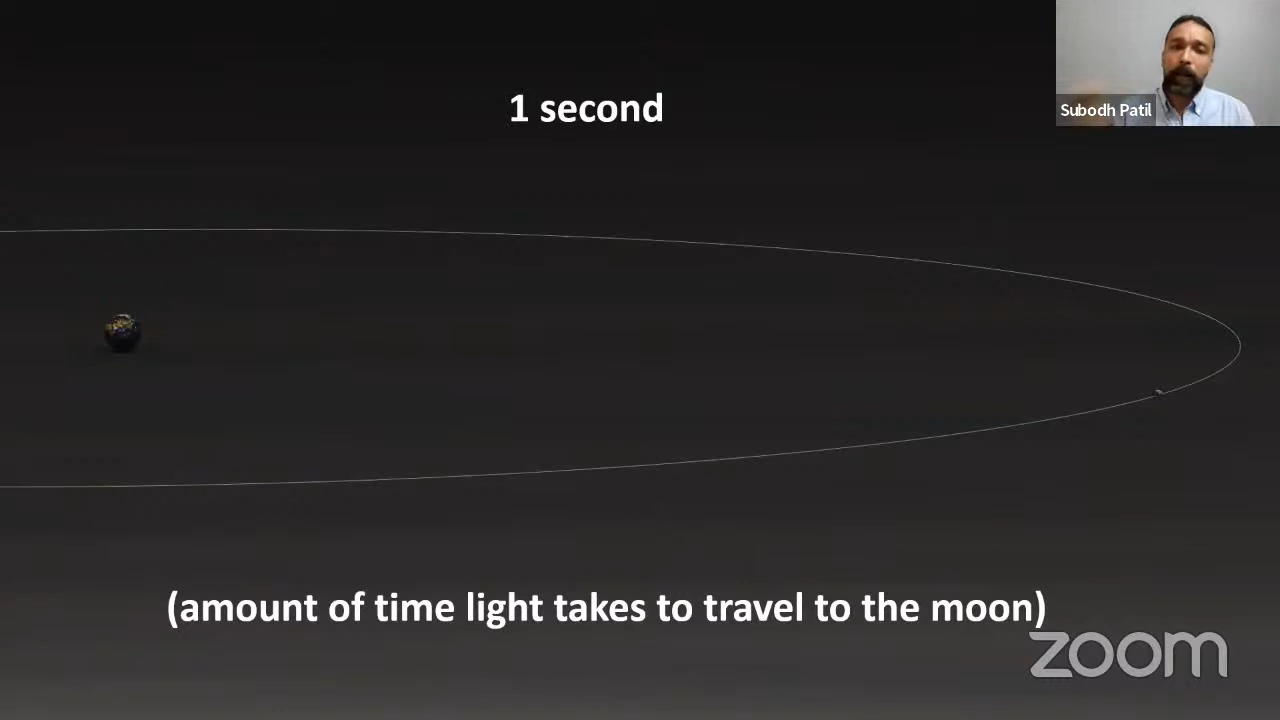 1 second
Subodh Patil
(amount of time light takes to travel to the moon)
zoom